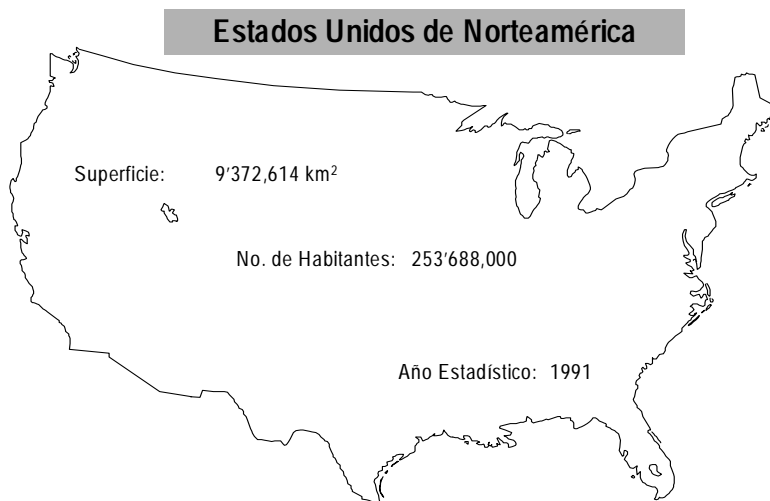 Estados Unidos de Norteamérica
Superficie: 9'372,614 km²
No. de Habitantes: 253'688,000
Año Estadístico: 1991